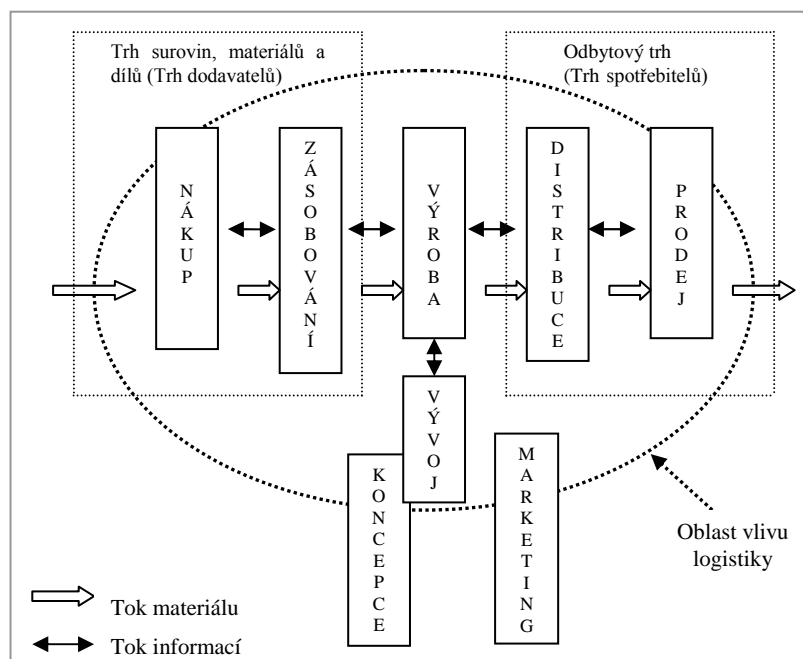 Trh surovin, materiálů a
dílů (Trh dodavatelů)
Odbytový trh
(Trh spotřebitelů)
NÁKUP
ZÁSOBOVÁNÍ
VÝROBA
DISTRIBUCE
PRODEJ
VÝVOJ
KONCEPCE
MARKETING
Oblast vlivu
logistiky
Tok materiálu
Tok informací